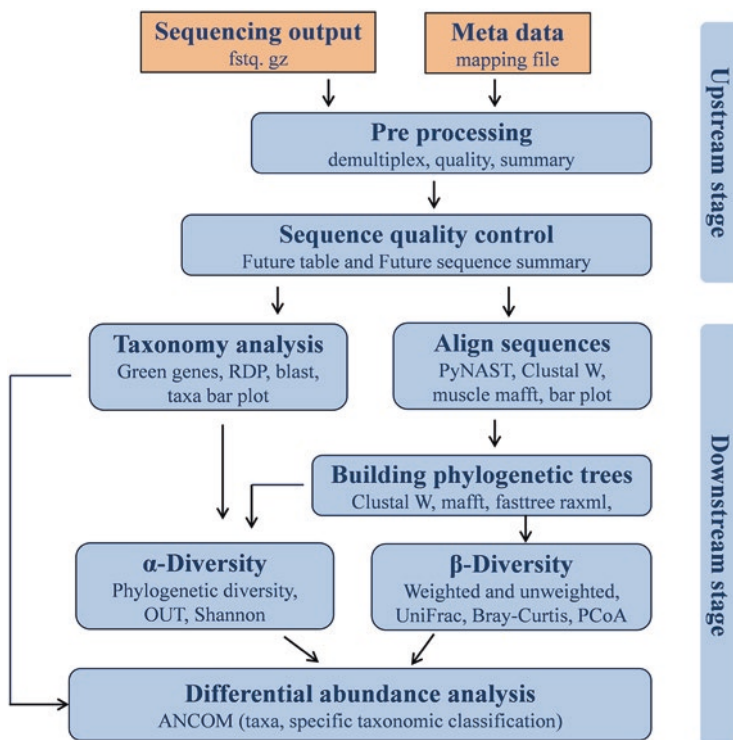 Sequencing output
fstq. gz
Meta data
mapping file
Upstream stage
Pre processing
demultiplex, quality, summary
Sequence quality control
Future table and Future sequence summary
Taxonomy analysis
Green genes, RDP, blast,
taxa bar plot
Align sequences
PyNAST, Clustal W,
muscle mafft, bar plot
Downstream stage
Building phylogenetic trees
Clustal W, mafft, fasttree raxml,
α-Diversity
Phylogenetic diversity,
OUT, Shannon
β-Diversity
Weighted and unweighted,
UniFrac, Bray-Curtis, PCoA
Differential abundance analysis
ANCOM (taxa, specific taxonomic classification)